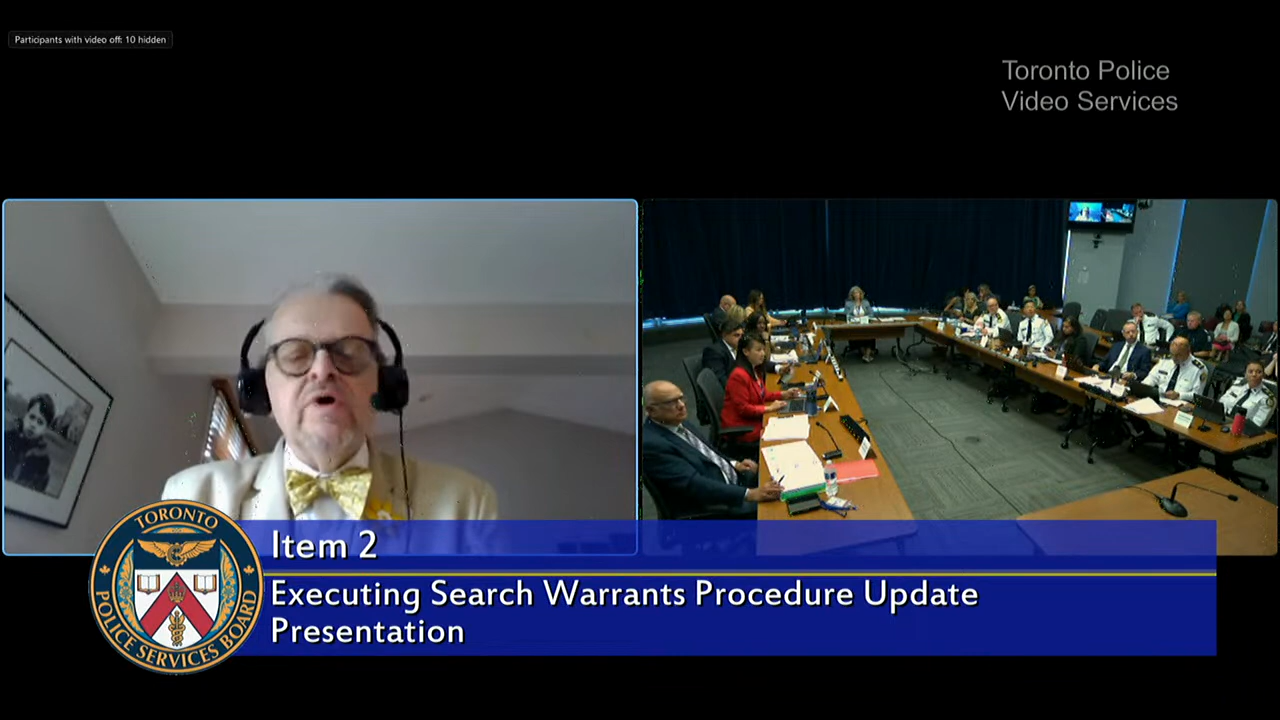 Participants with video off: 10 hidden
Toronto Police
Video Services
Item 2
Executing Search Warrants Procedure Update
Presentation
TORONTO
POLICE SERVICES BOARD